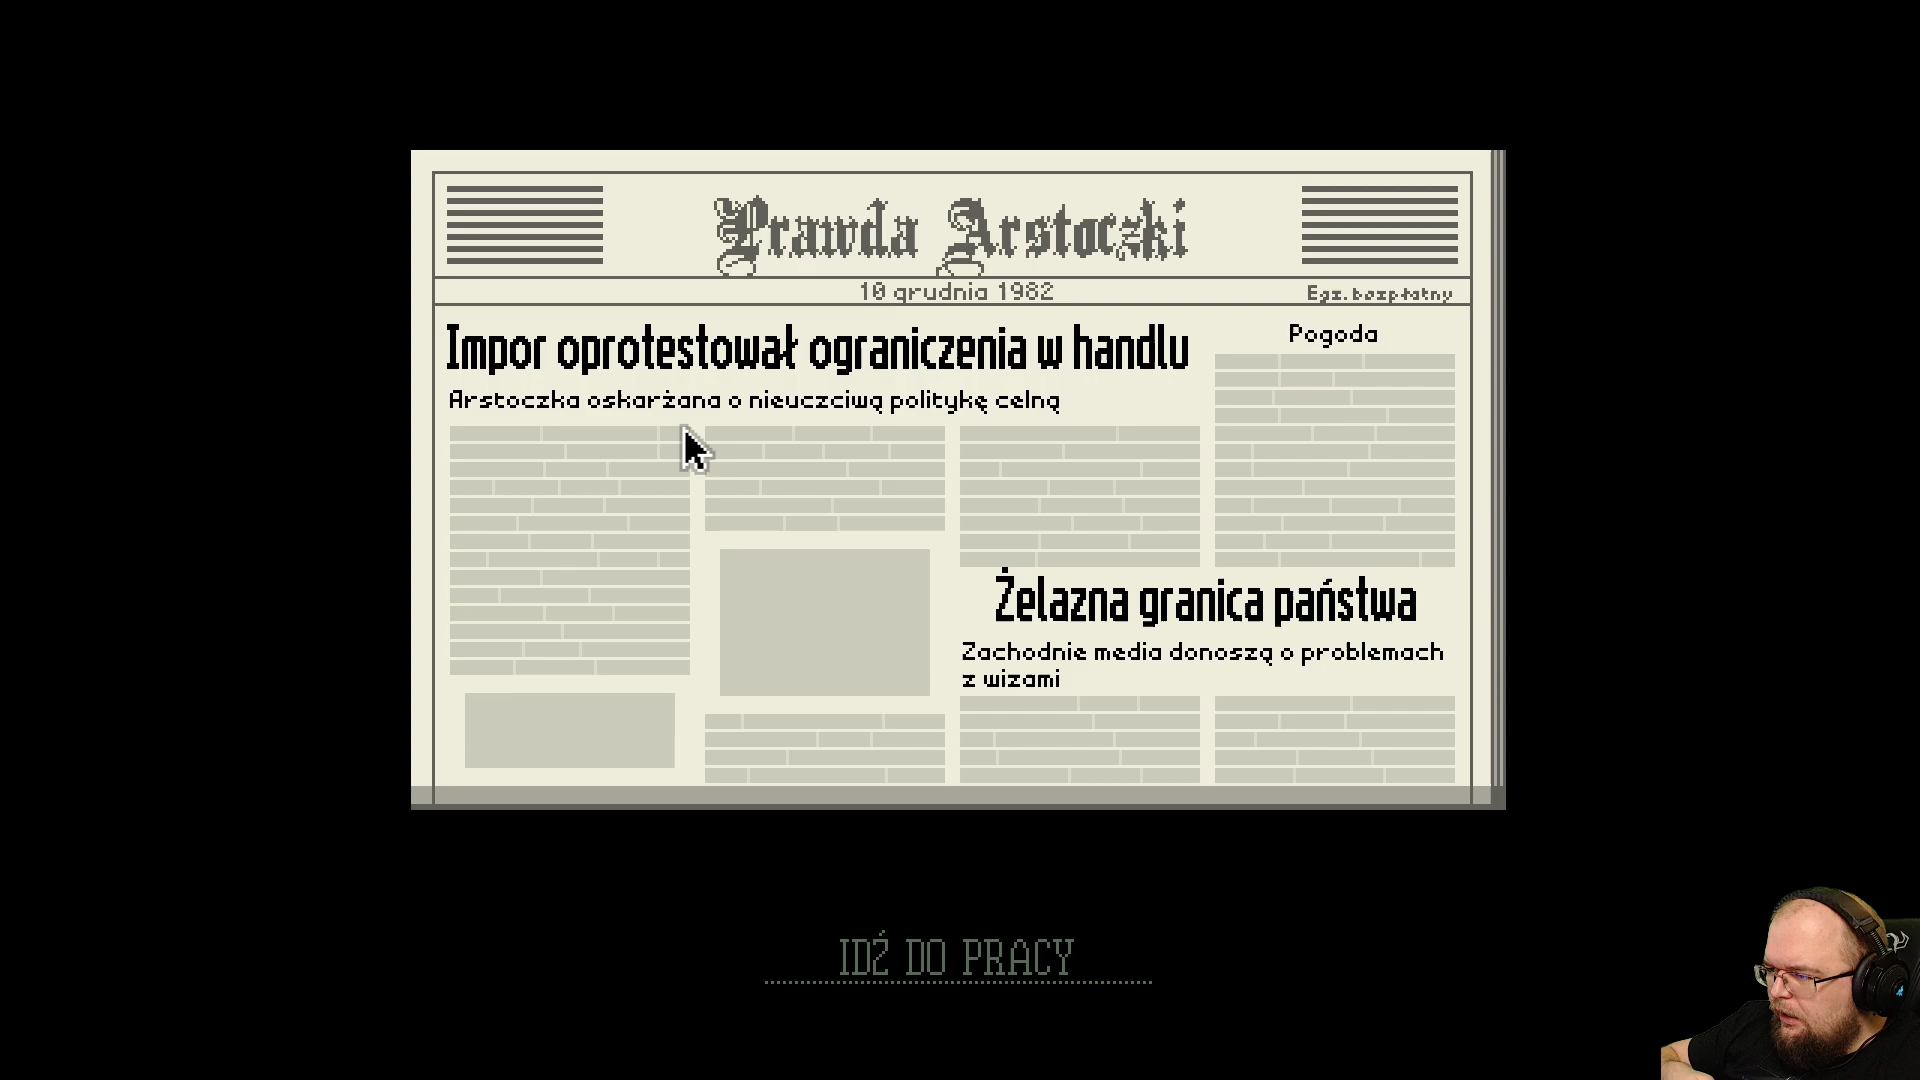 Prawda Arstoczki
10 grudnia 1982
Egz. bezpłatny
Impor oprotestował ograniczenia w handlu
Arstoczka oskarżana o nieuczciwą politykę celną
Pogoda
Żelazna granica państwa
Zachodnie media donoszą o problemach
z wizami
IDŹ DO PRACY